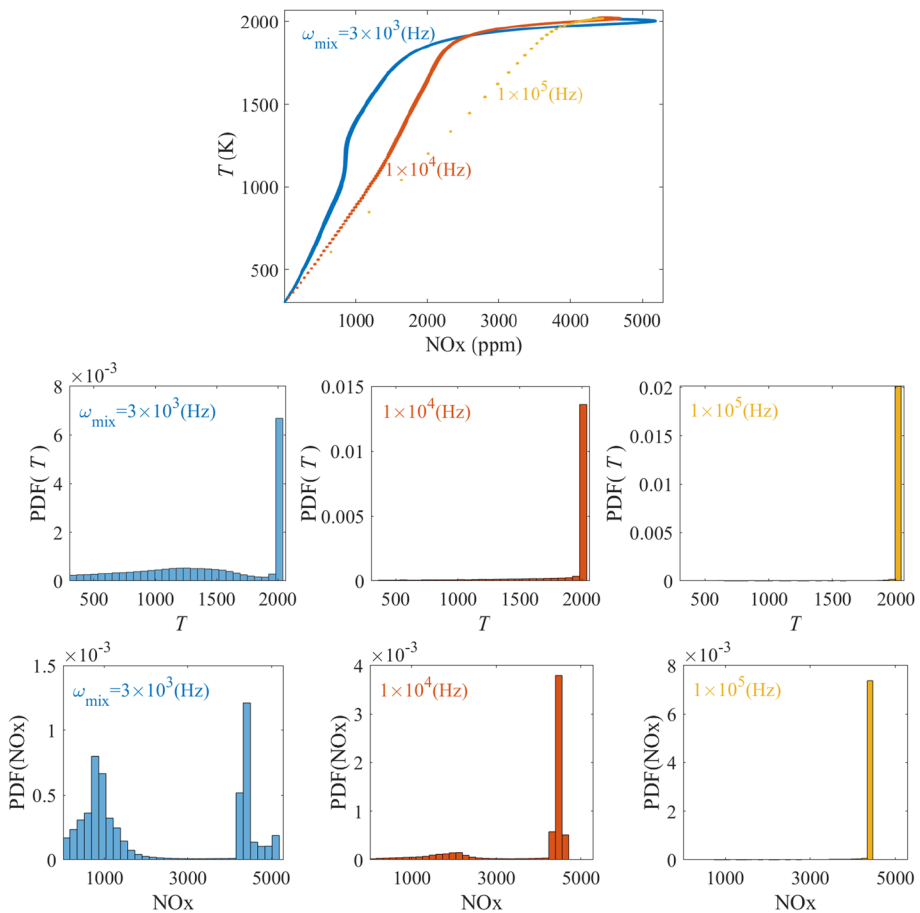 2000
1500
1000
500
T (K)
ω_mix=3×10^3(Hz)
1×10^5(Hz)
1×10^4(Hz)
1000 2000 3000 4000 5000
NOx (ppm)
×10^-3
8
6
4
2
0
PDF( T )
ω_mix=3×10^3(Hz)
500 1000 1500 2000
T
0.015
0.01
0.005
0
PDF( T )
1×10^4(Hz)
500 1000 1500 2000
T
0.02
0.015
0.01
0.005
0
PDF( T )
1×10^5(Hz)
500 1000 1500 2000
T
×10^-3
1.5
1
0.5
0
PDF(NOx)
ω_mix=3×10^3(Hz)
1000 3000 5000
NOx
×10^-3
4
3
2
1
0
PDF(NOx)
1×10^4(Hz)
1000 3000 5000
NOx
×10^-3
8
6
4
2
0
PDF(NOx)
1×10^5(Hz)
1000 3000 5000
NOx